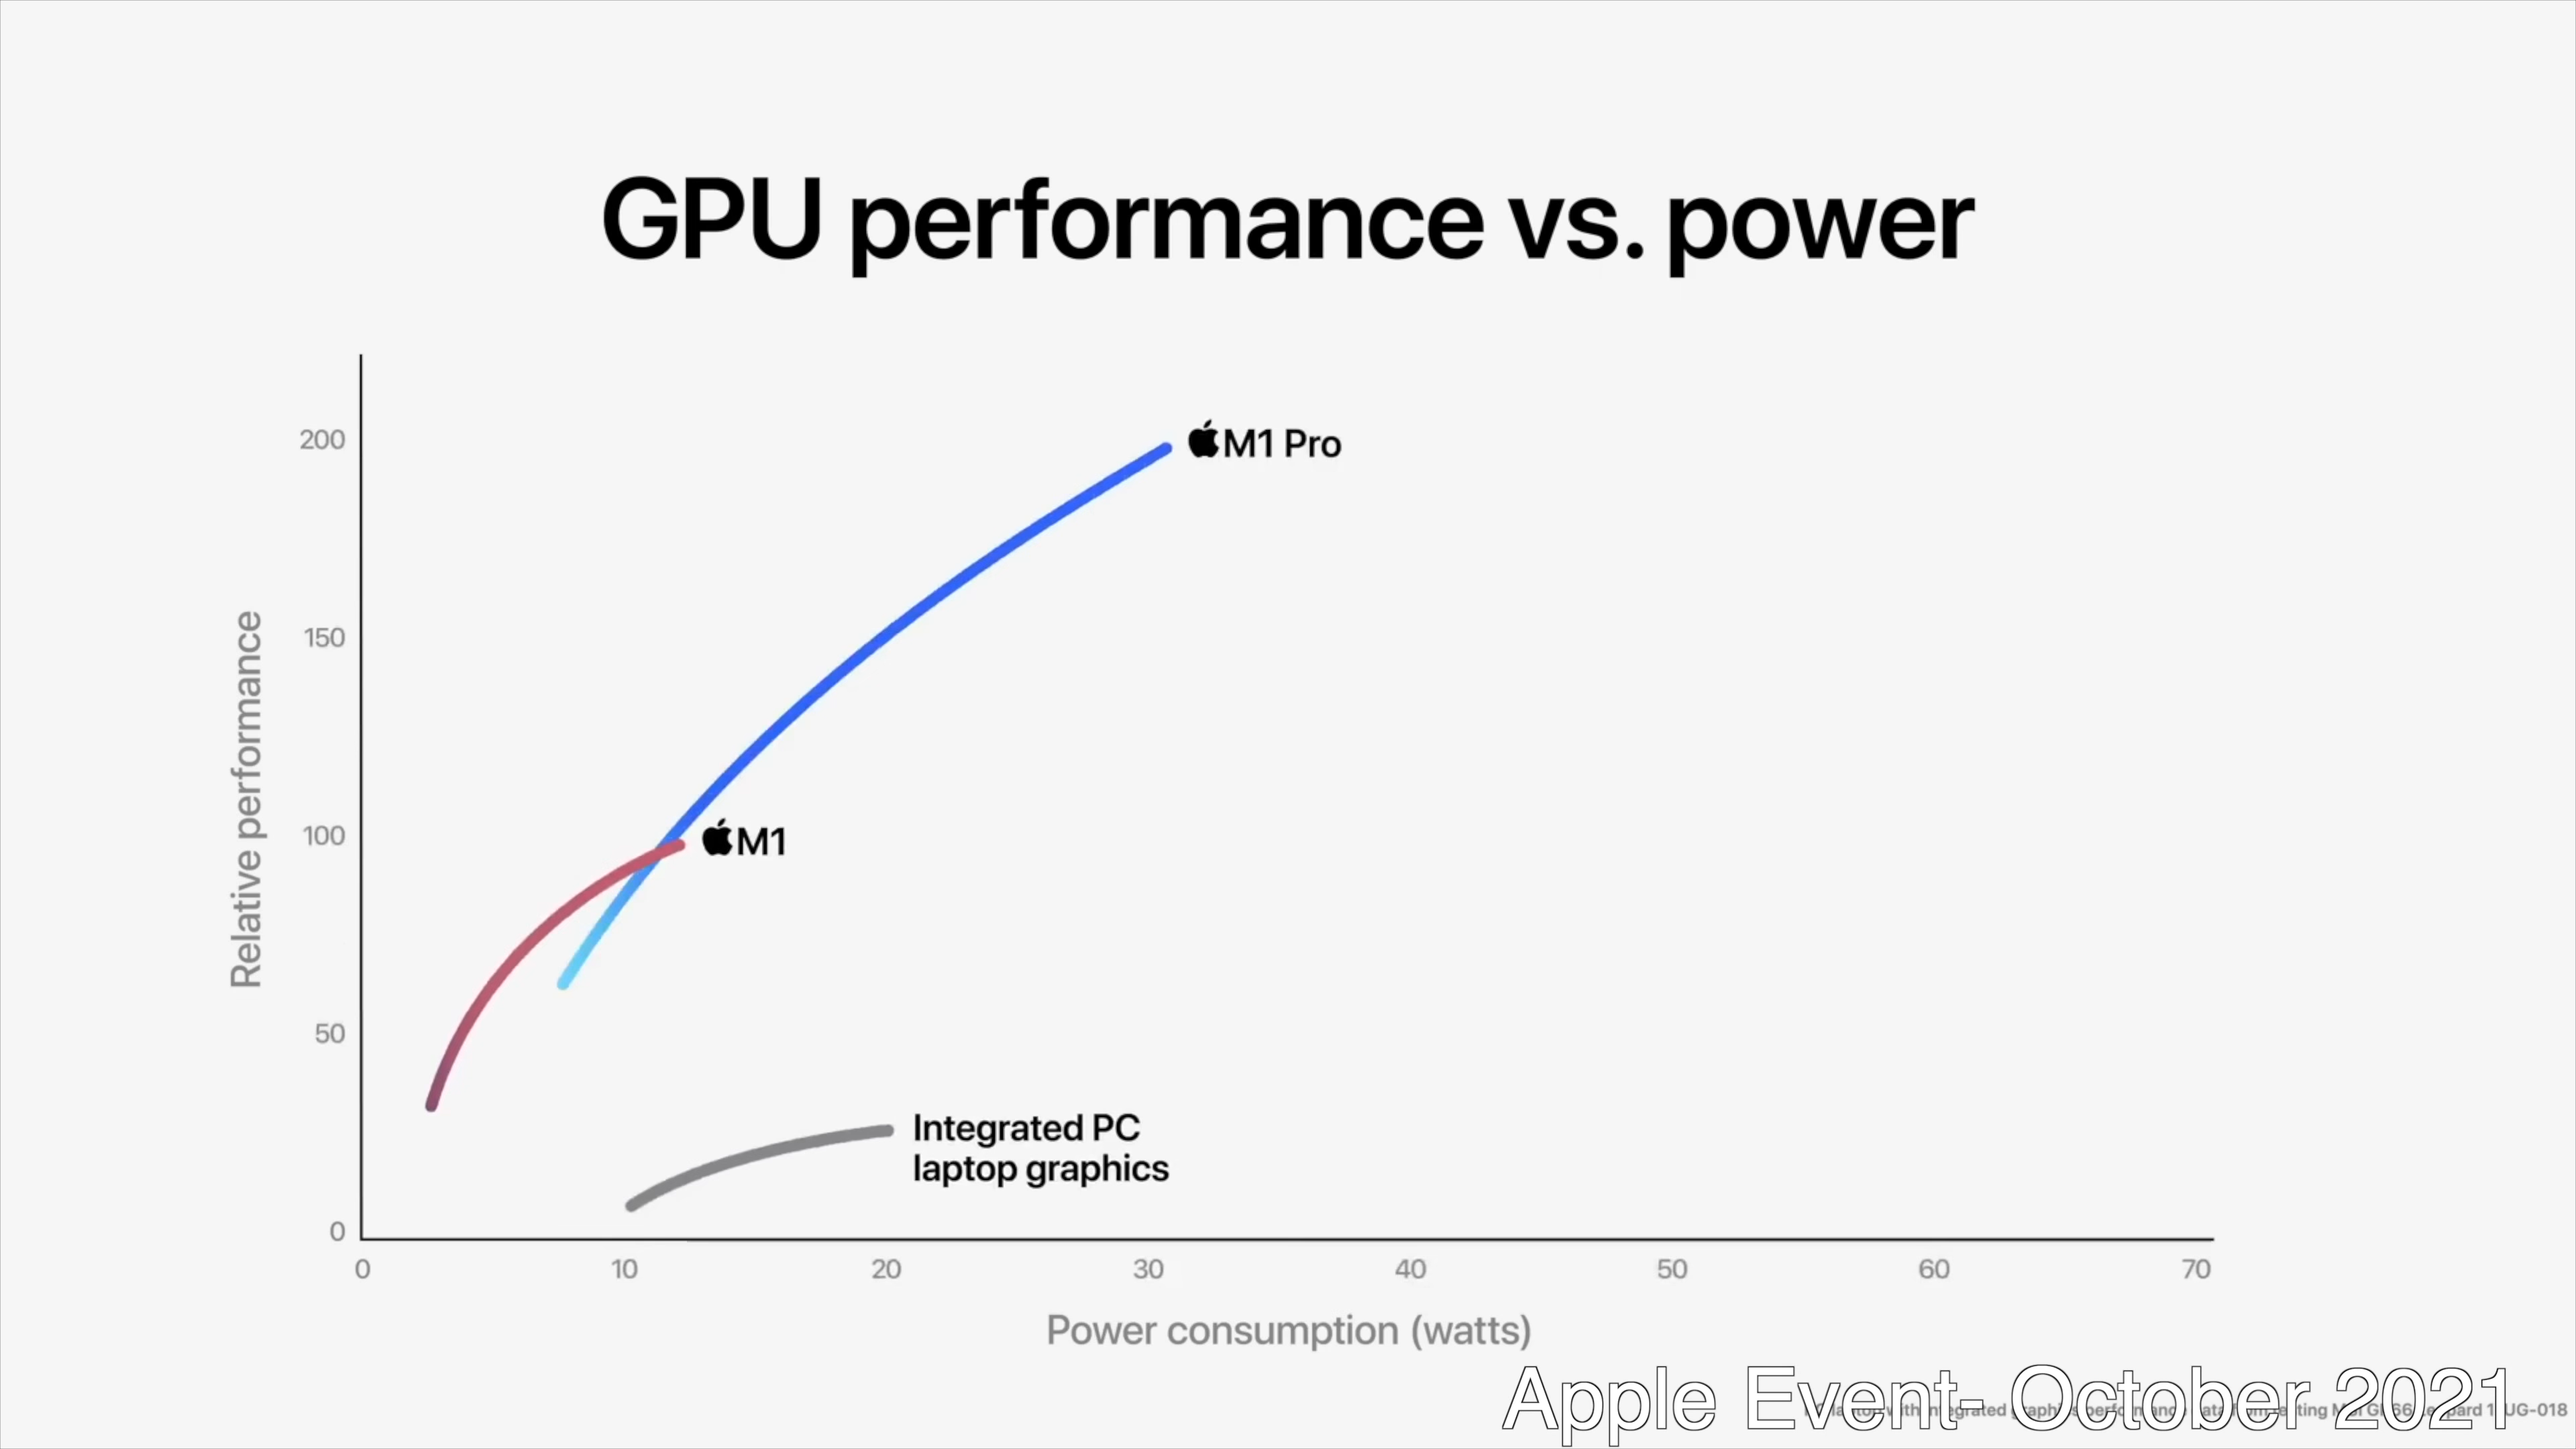 GPU performance vs. power
200
M1 Pro
Relative performance
150
100
M1
50
Integrated PC
laptop graphics
0
0 10 20 30 40 50 60 70
Power consumption (watts)
Apple Event- October 2021